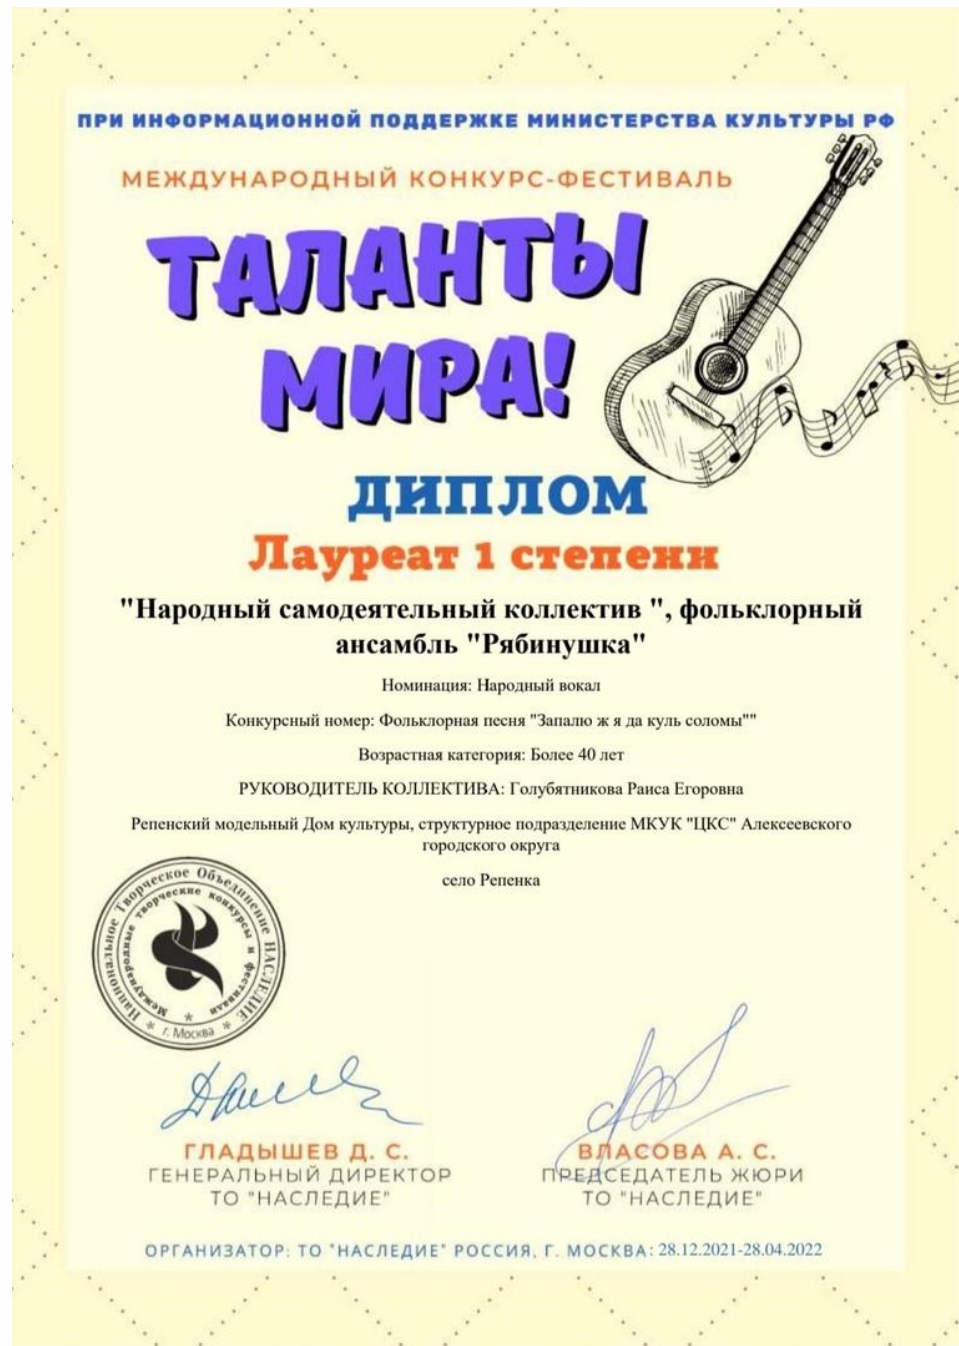 ПРИ ИНФОРМАЦИОННОЙ ПОДДЕРЖКЕ МИНИСТЕРСТВА КУЛЬТУРЫ РФ
МЕЖДУНАРОДНЫЙ КОНКУРС-ФЕСТИВАЛЬ
ТАЛАНТЫ
МИРА!
ДИПЛОМ
Лауреат 1 степени
"Народный самодеятельный коллектив ", фольклорный
ансамбль "Рябинушка"
Номинация: Народный вокал
Конкурсный номер: Фольклорная песня "Запалю ж я да куль соломы""
Возрастная категория: Более 40 лет
РУКОВОДИТЕЛЬ КОЛЛЕКТИВА: Голубятникова Раиса Егоровна
Репенский модельный Дом культуры, структурное подразделение МКУК "ЦКС" Алексеевского
городского округа
село Репенка
Национальное Творческое Объединение НАСЛЕДИЕ
Международные творческие конкурсы и фестивали
г. Москва
ГЛАДЫШЕВ Д. С.
ГЕНЕРАЛЬНЫЙ ДИРЕКТОР
ТО "НАСЛЕДИЕ"
ВЛАСОВА А. С.
ПРЕДСЕДАТЕЛЬ ЖЮРИ
ТО "НАСЛЕДИЕ"
ОРГАНИЗАТОР: ТО "НАСЛЕДИЕ" РОССИЯ, Г. МОСКВА: 28.12.2021-28.04.2022